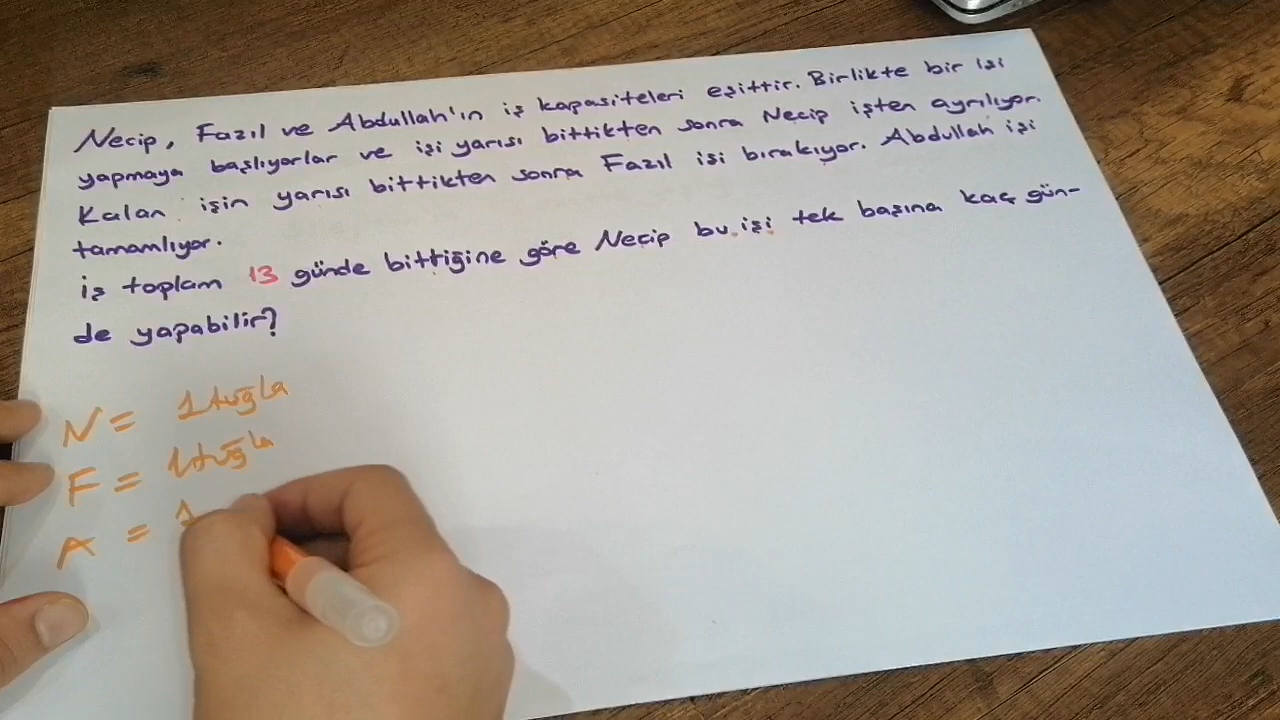 Necip, Fazıl ve Abdullah'ın iş kapasiteleri eşittir. Birlikte bir işi
yapmaya başlıyorlar ve işi yarısı bittikten sonra Necip işten ayrılıyor.
Kalan işin yarısı bittikten sonra Fazıl işi bırakıyor. Abdullah işi
tamamlıyor.
İş toplam 13 günde bittiğine göre Necip bu işi tek başına kaç gün-
de yapabilir?
N = 1 tuğla
F = 1 tuğla
A = 1